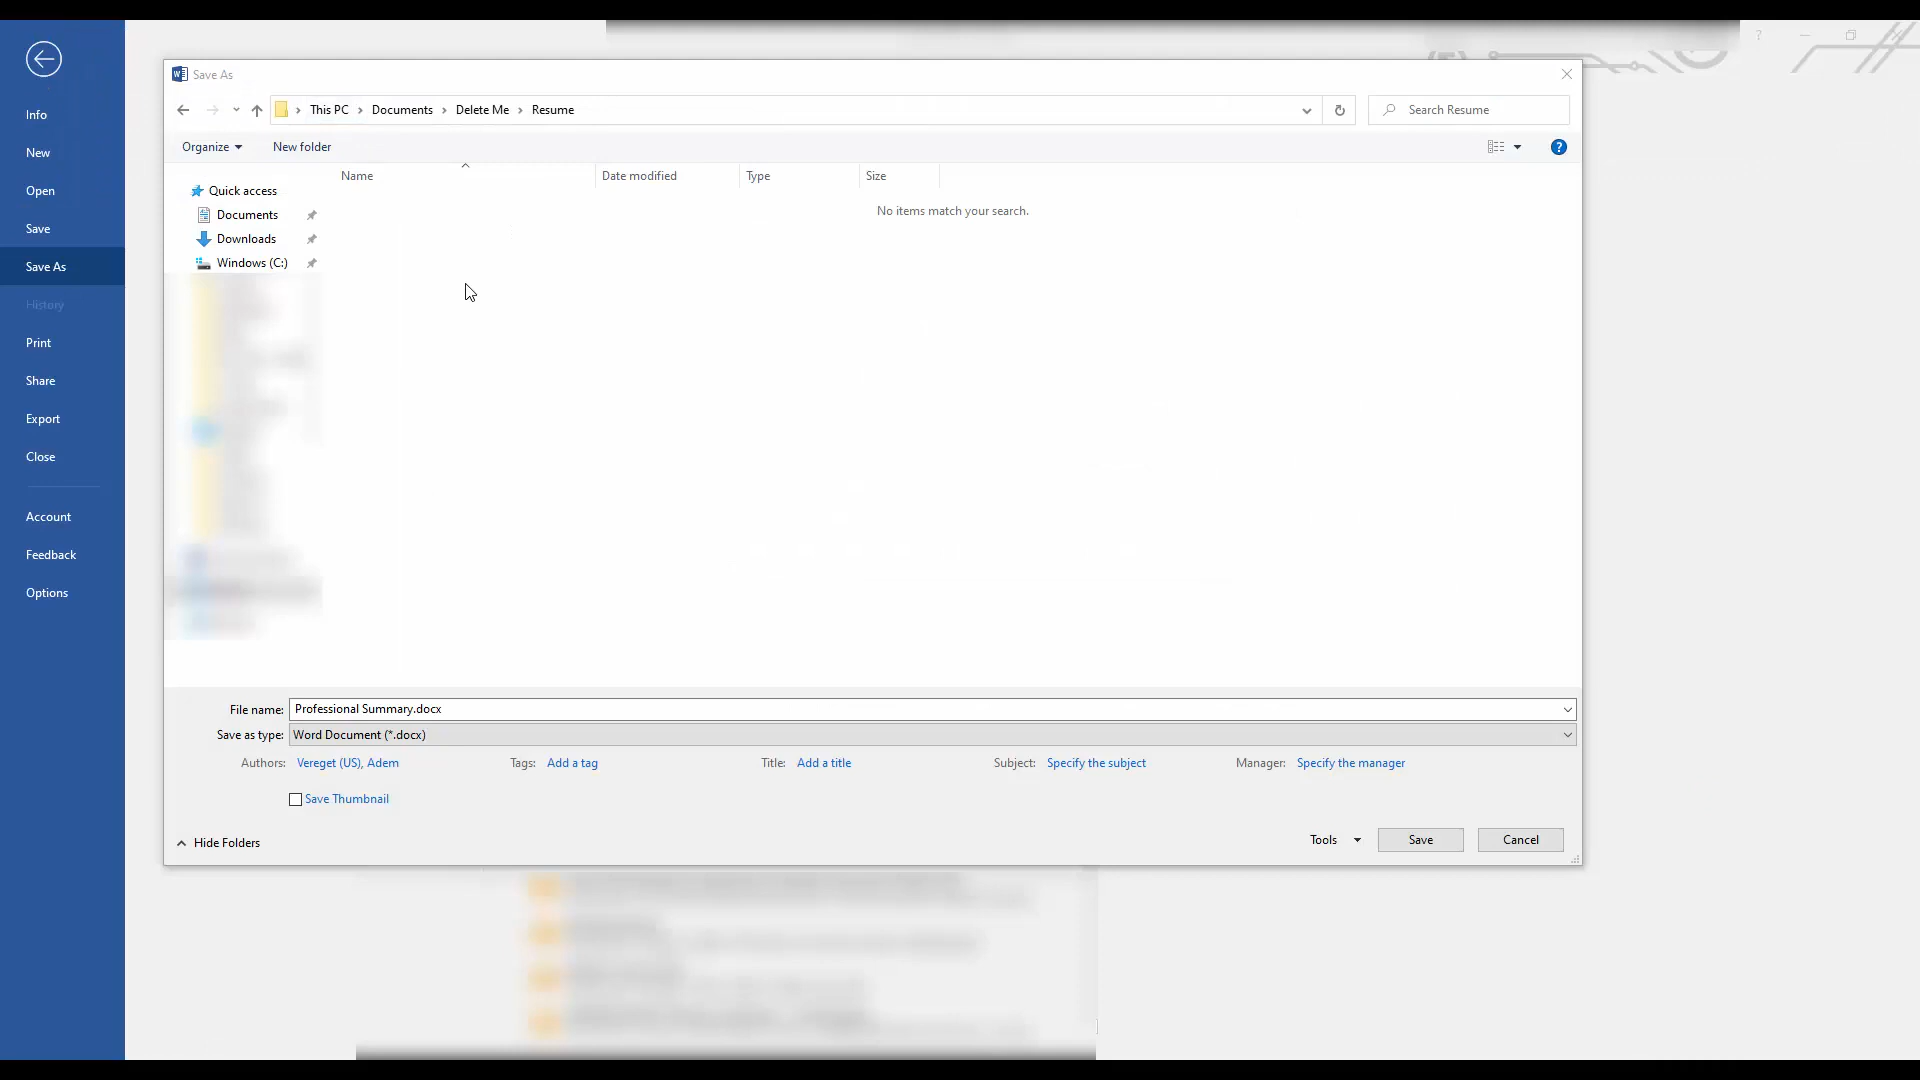 Save As
This PC > Documents > Delete Me > Resume
Search Resume
Organize
New folder
Name
Date modified
Type
Size
No items match your search.
Quick access
Documents
Downloads
Windows (C:)
Info
New
Open
Save
Save As
History
Print
Share
Export
Close
Account
Feedback
Options
File name: Professional Summary.docx
Save as type: Word Document (*.docx)
Authors: Vereget (US), Adem
Tags: Add a tag
Title: Add a title
Subject: Specify the subject
Manager: Specify the manager
Save Thumbnail
Hide Folders
Tools
Save
Cancel